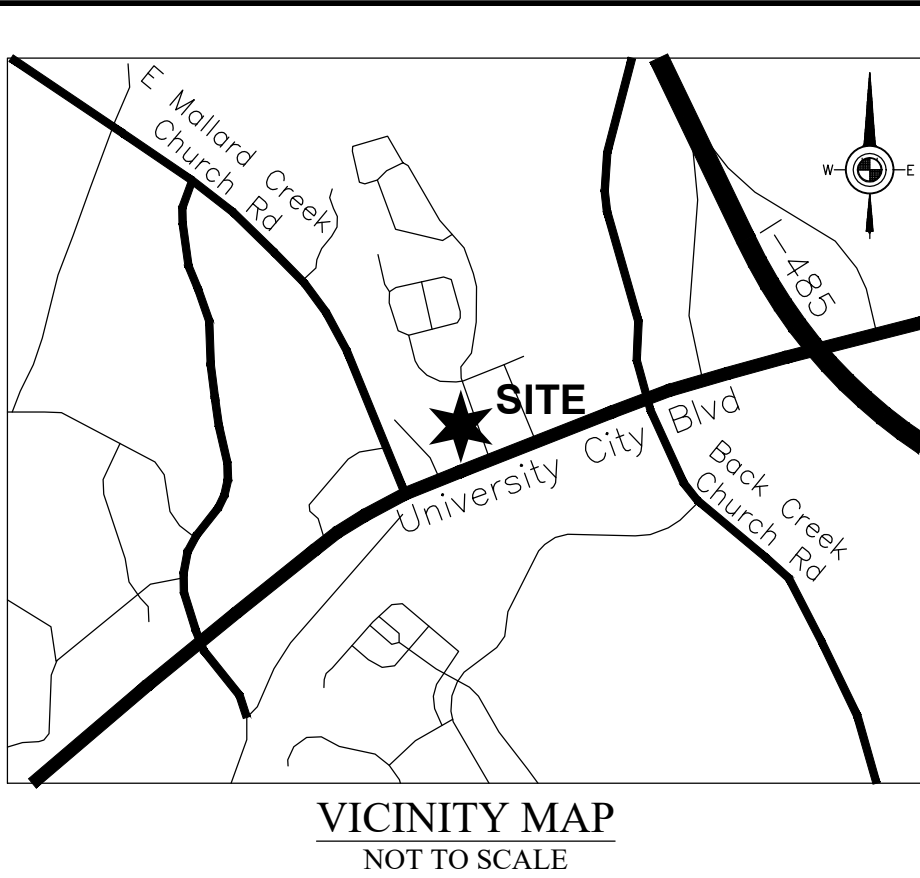 E Mallard Creek
Church Rd
W
E
I-485
SITE
University City Blvd
Back Creek
Church Rd
VICINITY MAP
NOT TO SCALE